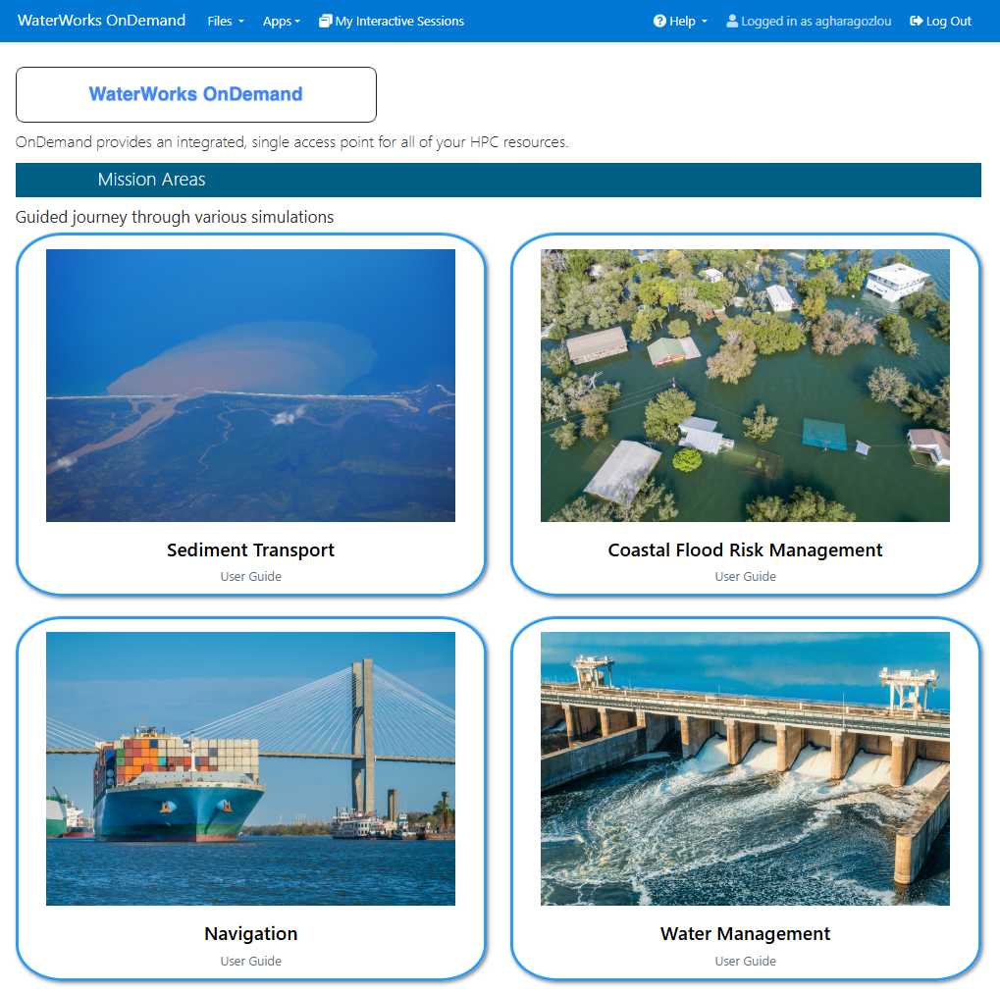 WaterWorks OnDemand Files Apps My Interactive Sessions Help Logged in as agharagozlou Log Out
WaterWorks OnDemand
OnDemand provides an integrated, single access point for all of your HPC resources.
Mission Areas
Guided journey through various simulations
Sediment Transport
User Guide
Coastal Flood Risk Management
User Guide
Navigation
User Guide
Water Management
User Guide